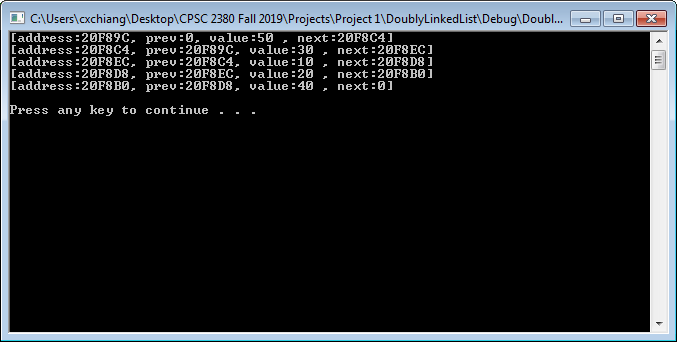 C:\Users\cxchiang\Desktop\CPSC 2380 Fall 2019\Projects\Project 1\DoublyLinkedList\Debug\Doubl...
[address:20F89C, prev:0, value:50 , next:20F8C4]
[address:20F8C4, prev:20F89C, value:30 , next:20F8EC]
[address:20F8EC, prev:20F8C4, value:10 , next:20F8D8]
[address:20F8D8, prev:20F8EC, value:20 , next:20F8B0]
[address:20F8B0, prev:20F8D8, value:40 , next:0]
Press any key to continue . . .